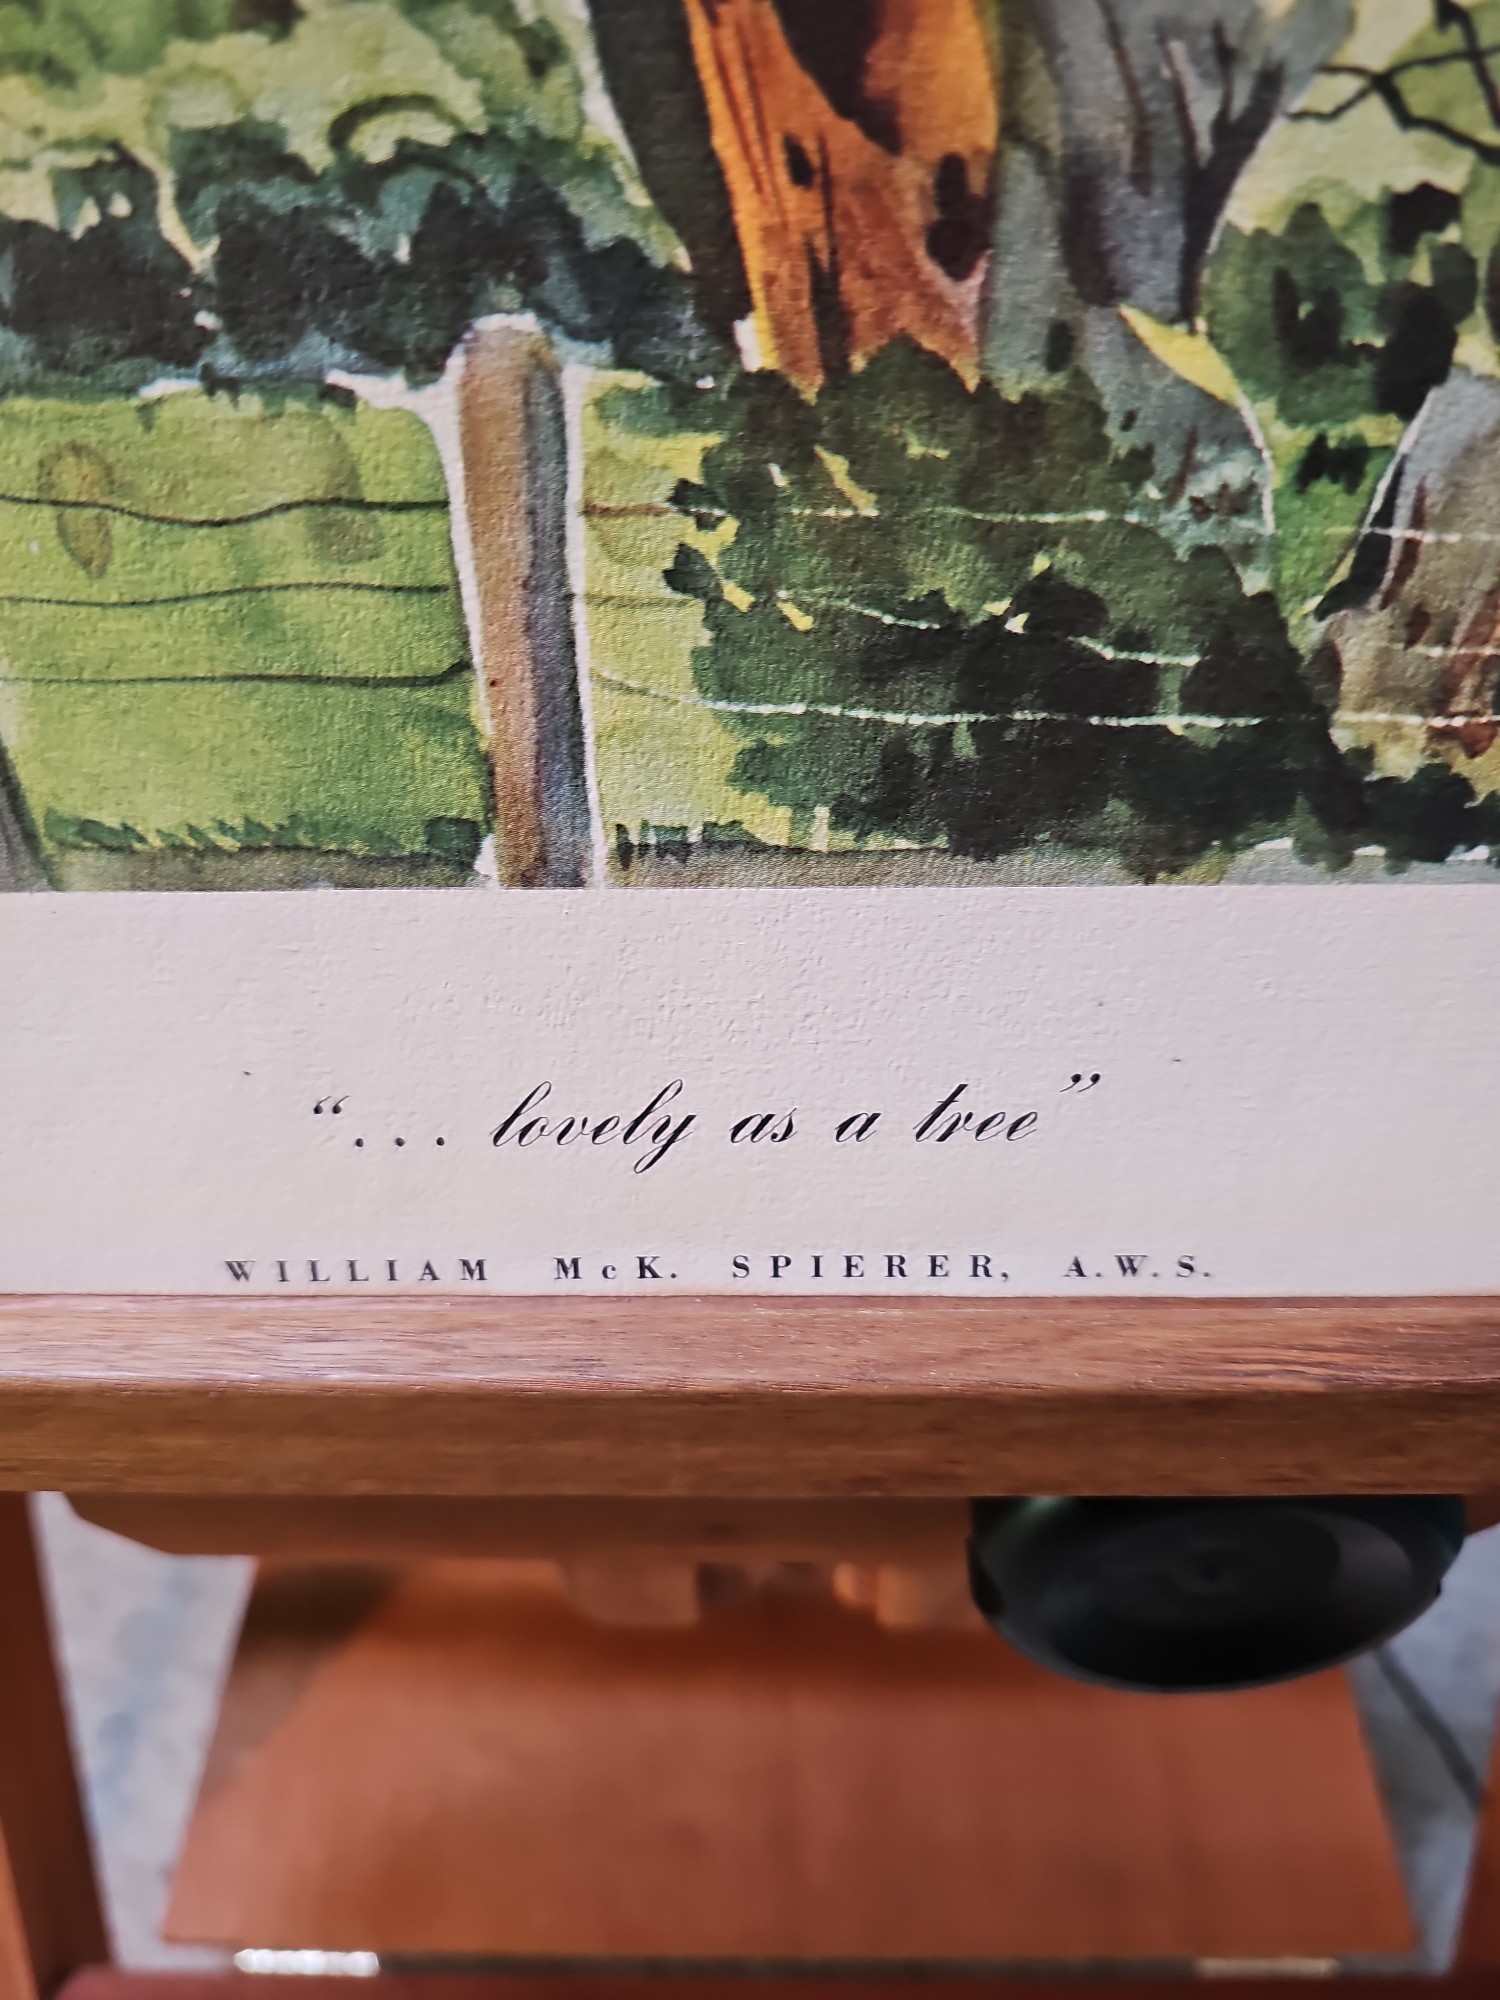 “... lovely as a tree”
WILLIAM McK. SPIERER, A.W.S.